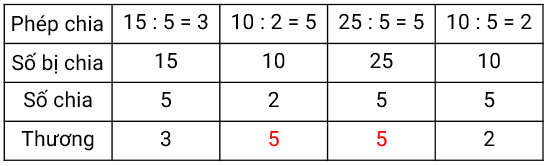 Phép chia 15 : 5 = 3 10 : 2 = 5 25 : 5 = 5 10 : 5 = 2
Số bị chia 15 10 25 10
Số chia 5 2 5 5
Thương 3 5 5 2